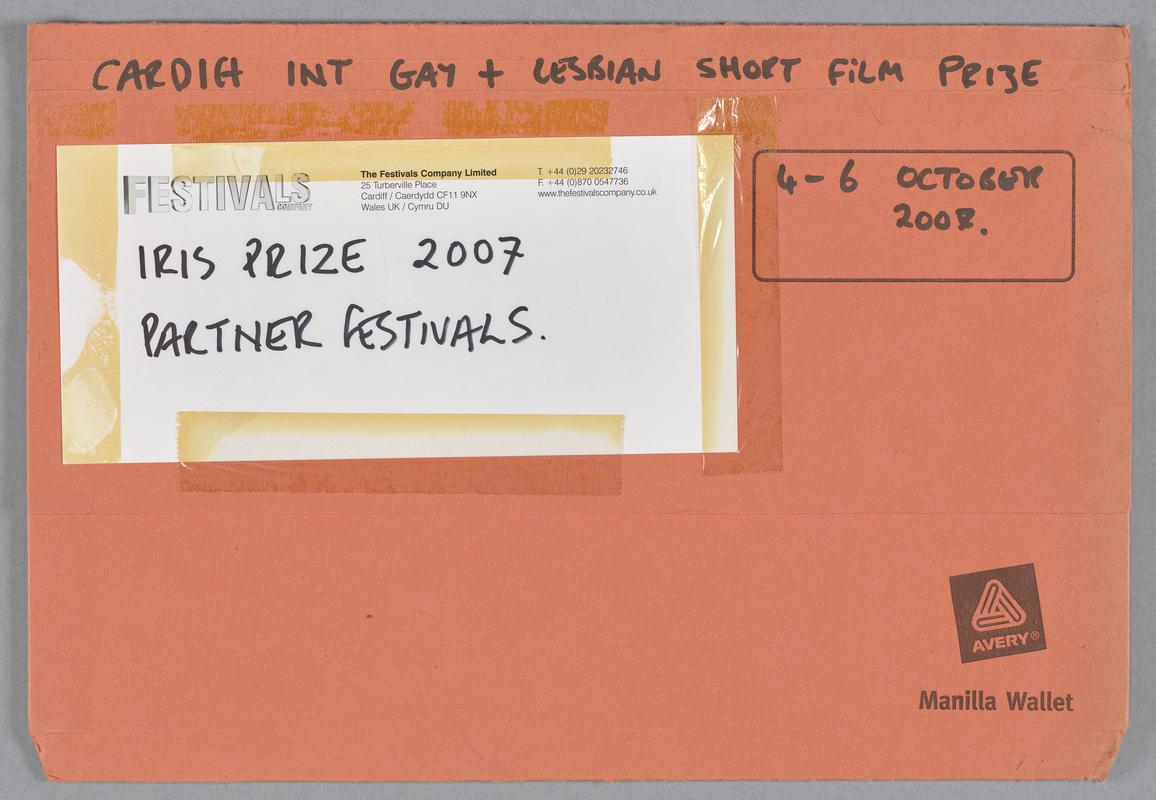 CARDIFF INT GAY + LESBIAN SHORT FILM PRIZE
FESTIVALS
COMPANY
The Festivals Company Limited
25 Turberville Place
Cardiff / Caerdydd CF11 9NX
Wales UK / Cymru DU
T. +44 (0)29 20232746
F. +44 (0)870 0547736
www.thefestivalscompany.co.uk
IRIS PRIZE 2007
PARTNER FESTIVALS.
4-6 OCTOBER
2007.
AVERY®
Manilla Wallet